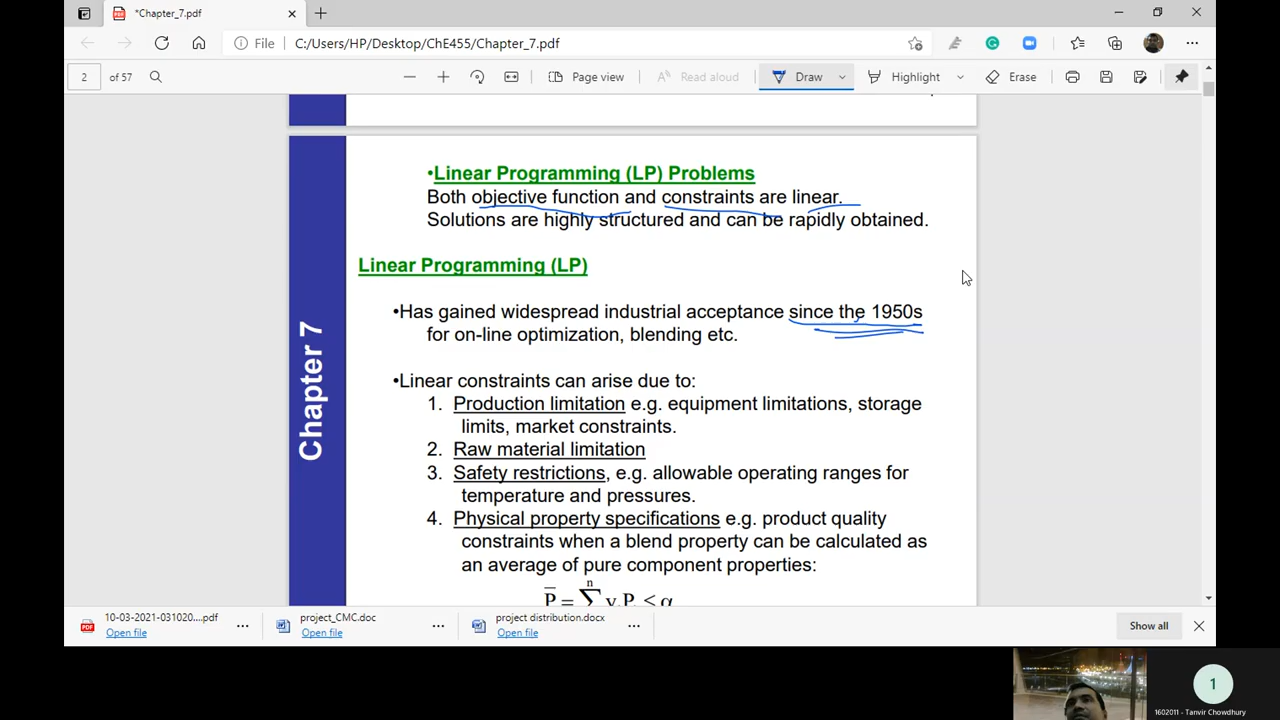 *Chapter_7.pdf
File C:/Users/HP/Desktop/ChE455/Chapter_7.pdf
2 of 57 Page view Read aloud Draw Highlight Erase
•Linear Programming (LP) Problems
Both objective function and constraints are linear.
Solutions are highly structured and can be rapidly obtained.
Linear Programming (LP)
•Has gained widespread industrial acceptance since the 1950s
for on-line optimization, blending etc.
•Linear constraints can arise due to:
1. Production limitation e.g. equipment limitations, storage
limits, market constraints.
2. Raw material limitation
3. Safety restrictions, e.g. allowable operating ranges for
temperature and pressures.
4. Physical property specifications e.g. product quality
constraints when a blend property can be calculated as
an average of pure component properties:
n
P̅ = ∑ y.P. ≤ α
Chapter 7
10-03-2021-031020....pdf
Open file
project_CMC.doc
Open file
project distribution.docx
Open file
Show all
1
1602011 - Tanvir Chowdhury